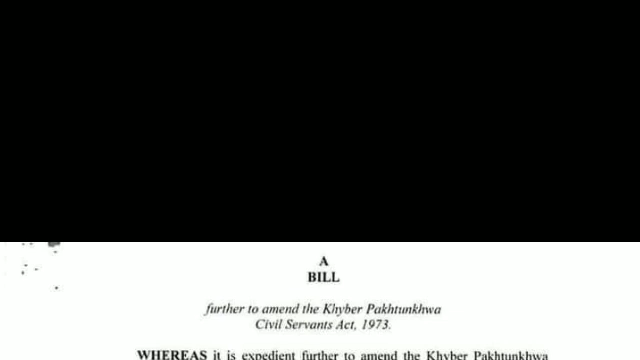 A
BILL
further to amend the Khyber Pakhtunkhwa
Civil Servants Act, 1973.
WHEREAS it is expedient further to amend the Khyber Pakhtunkhwa